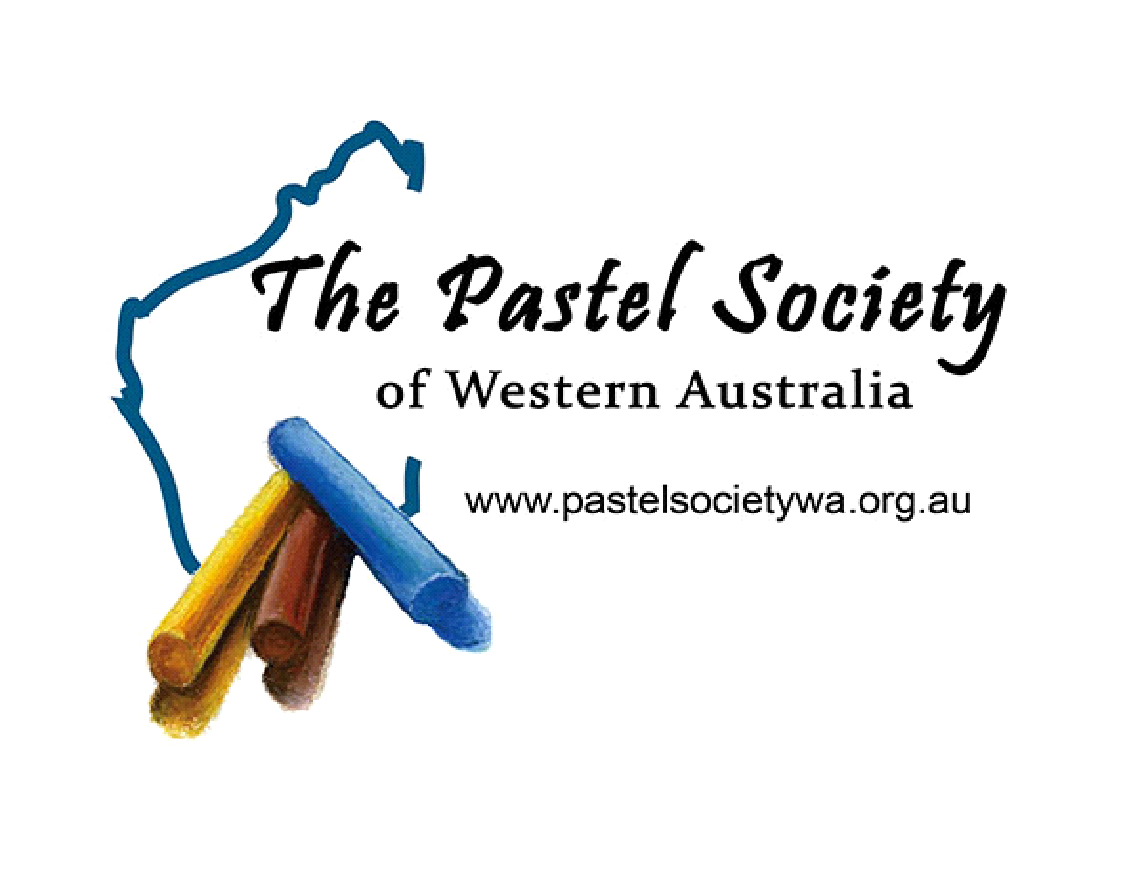 The Pastel Society
of Western Australia
www.pastelsocietywa.org.au